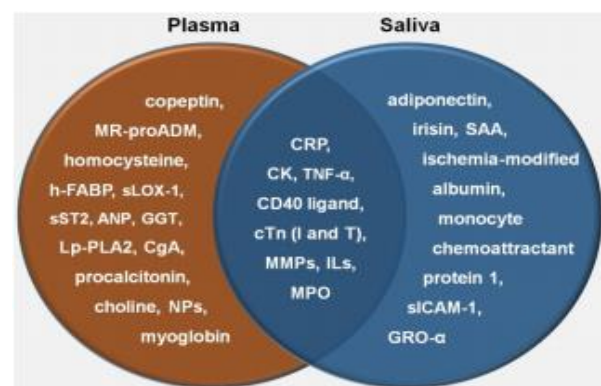 Plasma
Saliva
copeptin,
MR-proADM,
homocysteine,
h-FABP, sLOX-1,
sST2, ANP, GGT,
Lp-PLA2, CgA,
procalcitonin,
choline, NPs,
myoglobin
CRP,
CK, TNF-α,
CD40 ligand,
cTn (I and T),
MMPs, ILs,
MPO
adiponectin,
irisin, SAA,
ischemia-modified
albumin,
monocyte
chemoattractant
protein 1,
sICAM-1,
GRO-α